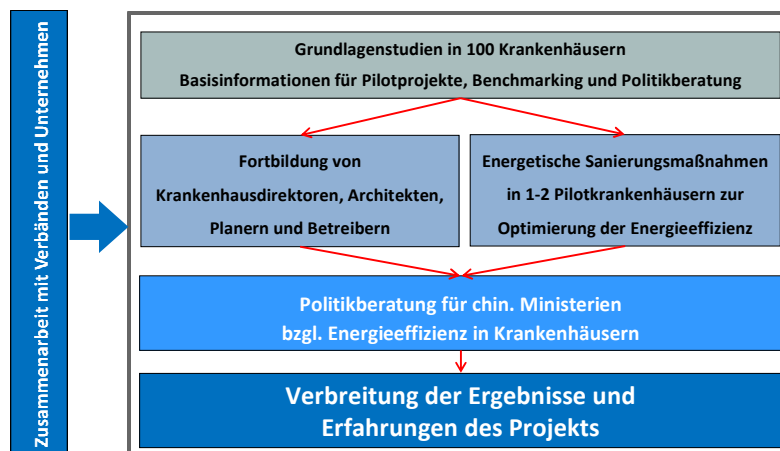 Zusammenarbeit mit Verbänden und Unternehmen
Grundlagenstudien in 100 Krankenhäusern
Basisinformationen für Pilotprojekte, Benchmarking und Politikberatung
Fortbildung von
Krankenhausdirektoren, Architekten,
Planern und Betreibern
Energetische Sanierungsmaßnahmen
in 1-2 Pilotkrankenhäusern zur
Optimierung der Energieeffizienz
Politikberatung für chin. Ministerien
bzgl. Energieeffizienz in Krankenhäusern
Verbreitung der Ergebnisse und
Erfahrungen des Projekts